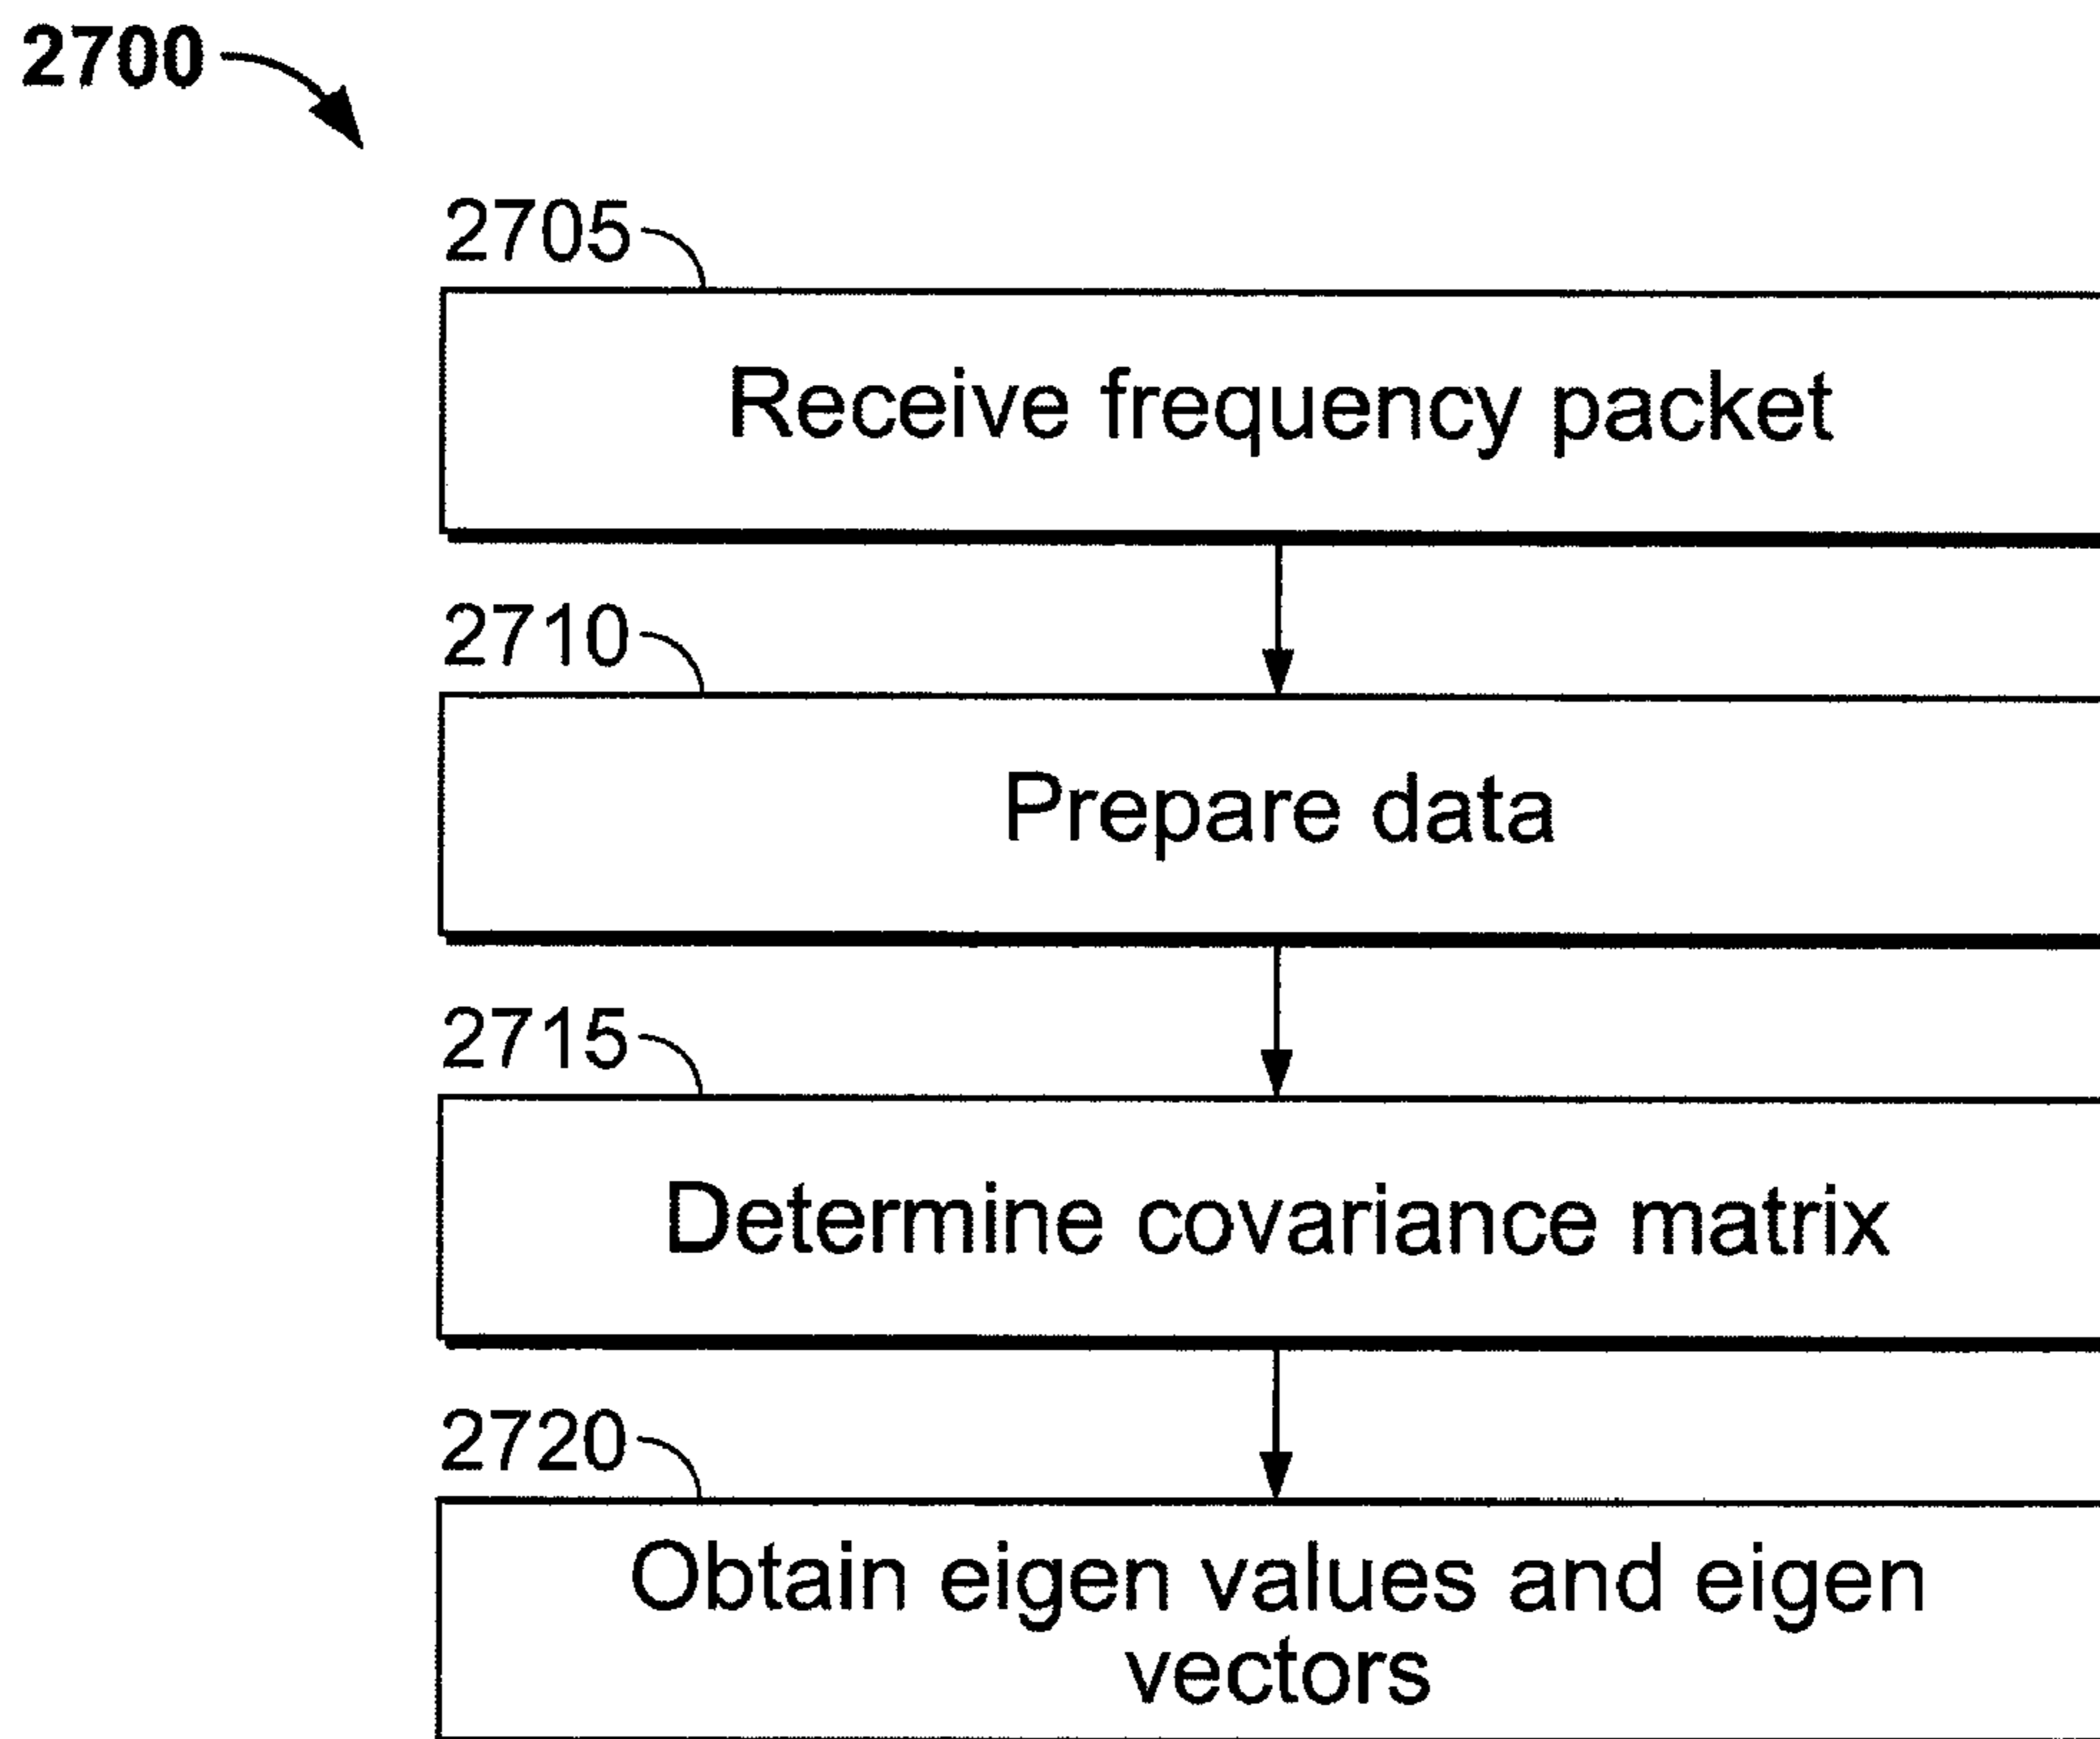 2700
2705
Receive frequency packet
2710
Prepare data
2715
Determine covariance matrix
2720
Obtain eigen values and eigen
vectors